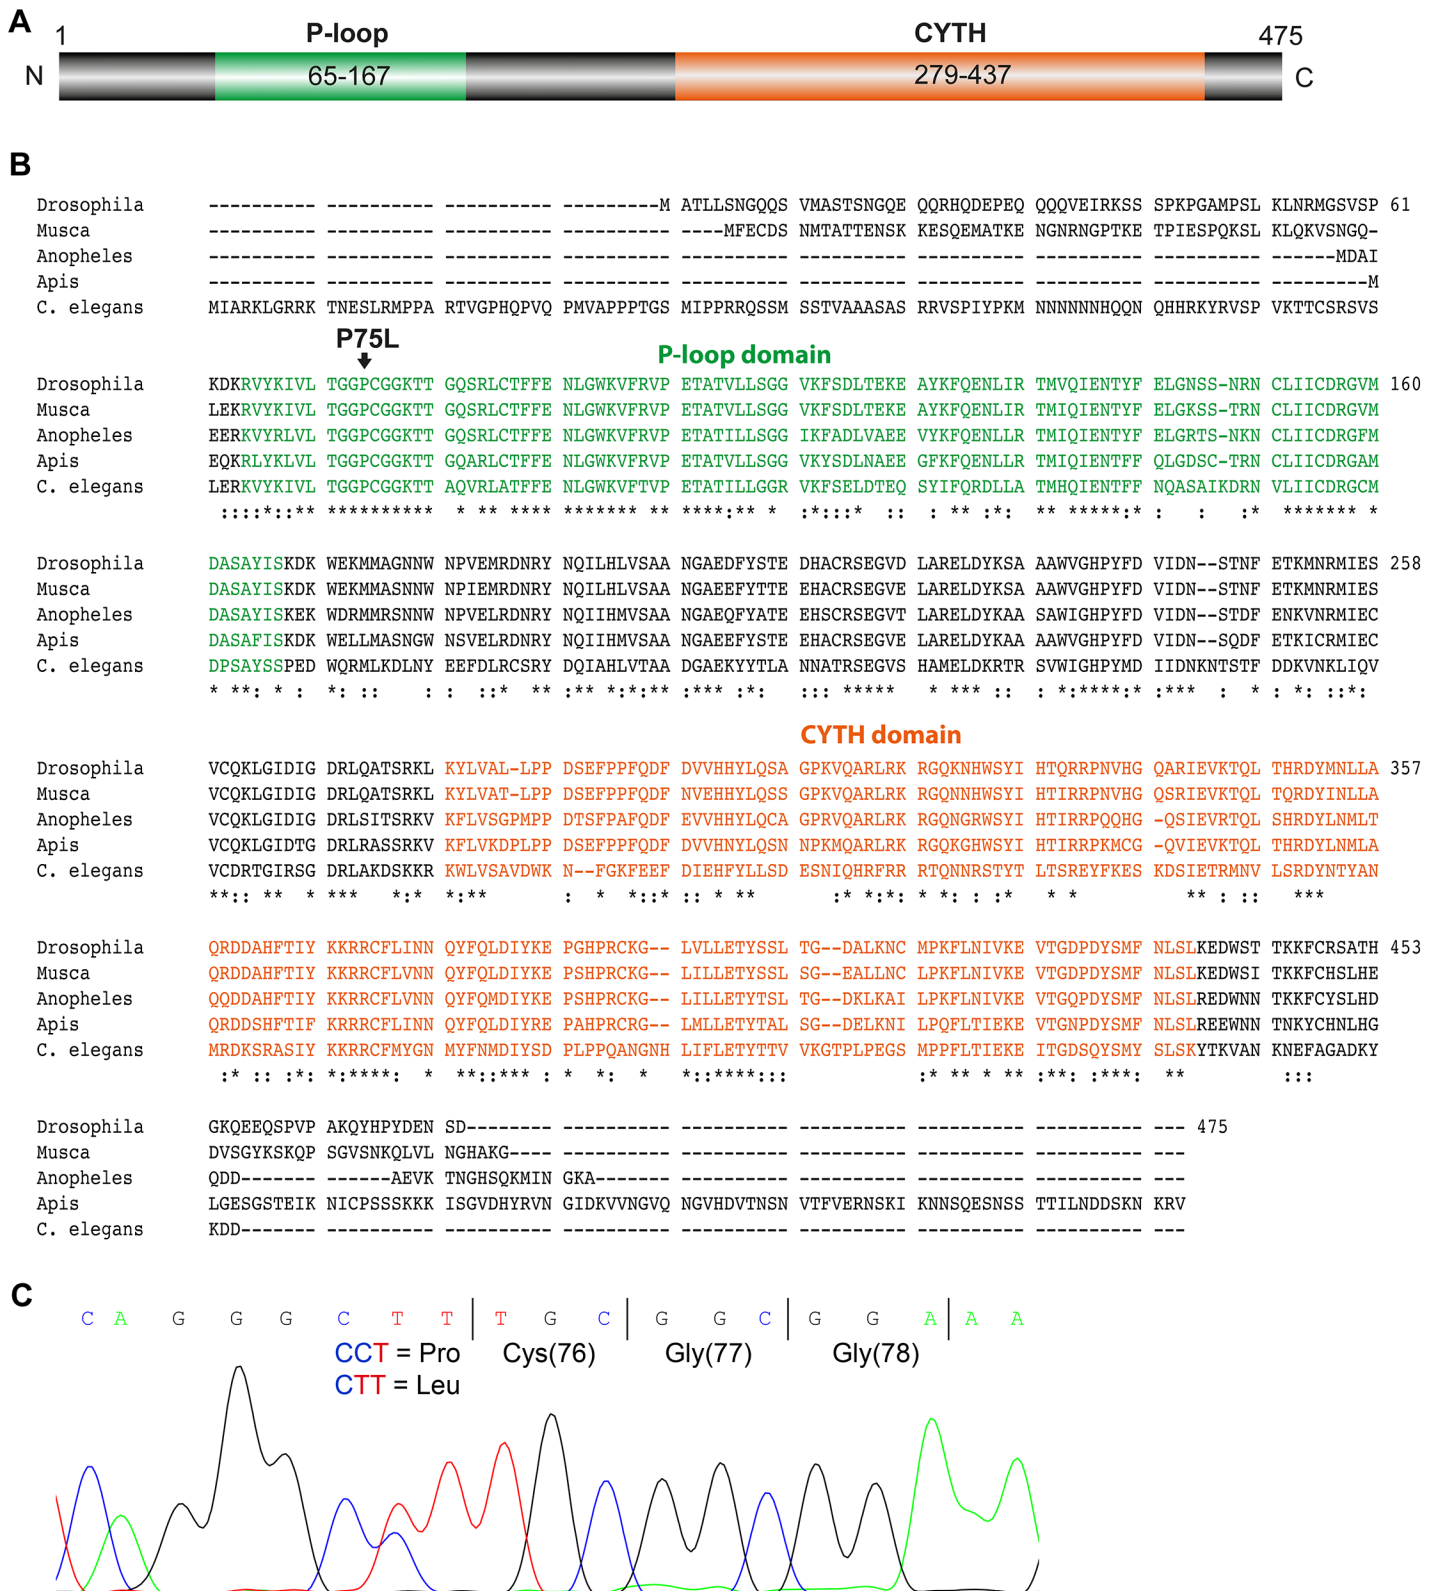 A
1 P-loop CYTH 475
N 65-167 279-437 C
B
Drosophila ---------- ---------- ---------- ---------M ATLLSNGQQS VMASTSNGQE QQRHQDEPEQ QQQVEIRKSS SPKPGAMPSL KLNRMGSVSP 61
Musca ---------- ---------- ---------- ---------- ----MFECDS NMTATTENSK KESQEMATKE NGNRNGPTKE TPIESPQKSL KLQKVSNGQ-
Anopheles ---------- ---------- ---------- ---------- ---------- ---------- ---------- ---------- ---------- ------MDAI
Apis ---------- ---------- ---------- ---------- ---------- ---------- ---------- ---------- ---------- ---------M
C. elegans MIARKLGRRK TNESLRMPPA RTVGPHQPVQ PMVAPPPTGS MIPPRRQSSM SSTVAAASAS RRVSPIYPKM NNNNNNHQQN QHHRKYRVSP VKTTCSRSVS
P75L
P-loop domain
Drosophila KDKRVYKIVL TGGPCGGKTT GQSRLCTFFE NLGWKVFRVP ETATVLLSGG VKFSDLTEKE AYKFQENLIR TMVQIENTYF ELGNSS-NRN CLIICDRGVM 160
Musca LEKRVYKIVL TGGPCGGKTT GQSRLCTFFE NLGWKVFRVP ETATVLLSGG VKFSDLTEKE AYKFQENLIR TMIQIENTYF ELGKSS-TRN CLIICDRGVM
Anopheles EERKVYRLVL TGGPCGGKTT GQSRLCTFFE NLGWKVFRVP ETATILLSGG IKFADLVAEE VYKFQENLLR TMIQIENTYF ELGRTS-NKN CLIICDRGFM
Apis EQKRLYKLVL TGGPCGGKTT GQARLCTFFE NLGWKVFRVP ETATVLLSGG VKYSDLNAEE GFKFQENLLR TMIQIENTFF QLGDSC-TRN CLIICDRGAM
C. elegans LERKVYKIVL TGGPCGGKTT AQVRLATFFE NLGWKVFTVP ETATILLGGR VKFSELDTEQ SYIFQRDLLA TMHQIENTFF NQASAIKDRN VLIICDRGCM
::::*::** ********** * ** **** ******* ** ****:** * :*:::* :: : ** :*: ** *****:* : : :* ******* *
Drosophila DASAYISKDK WEKMMAGNNW NPVEMRDNRY NQILHLVSAA NGAEDFYSTE DHACRSEGVD LARELDYKSA AAWVGHPYFD VIDN--STNF ETKMNRMIES 258
Musca DASAYISKDK WEKMMASNNW NPIEMRDNRY NQILHLVSAA NGAEEFYTTE EHACRSEGVE LARELDYKSA AAWVGHPYFD VIDN--STNF ETKMNRMIES
Anopheles DASAYISKEK WDRMMRSNNW NPVELRDNRY NQIIHMVSAA NGAEQFYATE EHSCRSEGVT LARELDYKAA SAWIGHPYFD VIDN--STDF ENKVNRMIEC
Apis DASAFISKDK WELLMASNGW NSVELRDNRY NQIIHMVSAA NGAEEFYSTE EHACRSEGVE LARELDYKAA AAWVGHPYFD VIDN--SQDF ETKICRMIEC
C. elegans DPSAYSSPED WQRMLKDLNY EEFDLRCSRY DQIAHLVTAA DGAEKYYTLA NNATRSEGVS HAMELDKRTR SVWIGHPYMD IIDNKNTSTF DDKVNKLIQV
* **: * : *: :: : : ::* ** :** *:*:** :*** :*: ::: ***** * *** :: : *:****:* :*** : * : *: ::*:
CYTH domain
Drosophila VCQKLGIDIG DRLQATSRKL KYLVAL-LPP DSEFPPFQDF DVVHHYLQSA GPKVQARLRK RGQKNHWSYI HTQRRPNVHG QARIEVKTQL THRDYMNLLA 357
Musca VCQKLGIDIG DRLQATSRKL KYLVAT-LPP DSEFPPFQDF NVEHHYLQSS GPKVQARLRK RGQNNHWSYI HTIRRPNVHG QSRIEVKTQL TQRDYINLLA
Anopheles VCQKLGIDIG DRLSITSRKV KFLVSGPMPP DTSFPAFQDF EVVHHYLQCA GPRVQARLRK RGQNGRWSYI HTIRRPQQHG -QSIEVRTQL SHRDYLNMLT
Apis VCQKLGIDTG DRLRASSRKV KFLVKDPLPP DSEFPPFQDF DVVHNYLQSN NPKMQARLRK RGQKGHWSYI HTIRRPKMCG -QVIEVKTQL THRDYLNMLA
C. elegans VCDRTGIRSG DRLAKDSKKR KWLVSAVDWK N--FGKFEEF DIEHFYLLSD ESNIQHRFRR RTQNNRSTYT LTSREYFKES KDSIETRMNV LSRDYNTYAN
**:: ** * *** *:* *:** : * *::* :: * ** :* *:*: * *: : :* * * ** : :: ***
Drosophila QRDDAHFTIY KKRRCFLINN QYFQLDIYKE PGHPRCKG-- LVLLETYSSL TG--DALKNC MPKFLNIVKE VTGDPDYSMF NLSLKEDWST TKKFCRSATH 453
Musca QRDDAHFTIY KKRRCFLVNN QYFQLDIYKE PSHPRCKG-- LILLETYSSL SG--EALLNC LPKFLNIVKE VTGDPDYSMF NLSLKEDWSI TKKFCHSLHE
Anopheles QQDDAHFTIY KKRRCFLVNN QYFQMDIYKE PSHPRCKG-- LILLETYTSL TG--DKLKAI LPKFLNIVKE VTGQPDYSMF NLSLREDWNN TKKFCYSLHD
Apis QRDDSHFTIF KKRRCFLINN QYFQLDIYRE PAHPRCRG-- LMLLETYTAL SG--DELKNI LPQFLTIEKE VTGNPDYSMF NLSLREEWNN TNKYCHNLHG
C. elegans MRDKSRASIY KKRRCFMYGN MYFNMDIYSD PLPPQANGNH LIFLETYTTV VKGTPLPEGS MPPFLTIEKE ITGDSQYSMY SLSKYTKVAN KNEFAGADKY
:* :: :*: *:****: * **::*** : * *: * *::****::: :* ** * ** :**: :***: ** :::
Drosophila GKQEEQSPVP AKQYHPYDEN SD-------- ---------- ---------- ---------- ---------- ---------- --- 475
Musca DVSGYKSKQP SGVSNKQLVL NGHAKG---- ---------- ---------- ---------- ---------- ---------- ---
Anopheles QDD------- ------AEVK TNGHSQKMIN GKA------- ---------- ---------- ---------- ---------- ---
Apis LGESGSTEIK NICPSSSKKK ISGVDHYRVN GIDKVVNGVQ NGVHDVTNSN VTFVERNSKI KNNSQESNSS TTILNDDSKN KRV
C. elegans KDD------- ---------- ---------- ---------- ---------- ---------- ---------- ---------- ---
C
C A G G G C T T | T G C | G G C | G G A | A A
CCT = Pro Cys(76) Gly(77) Gly(78)
CTT = Leu